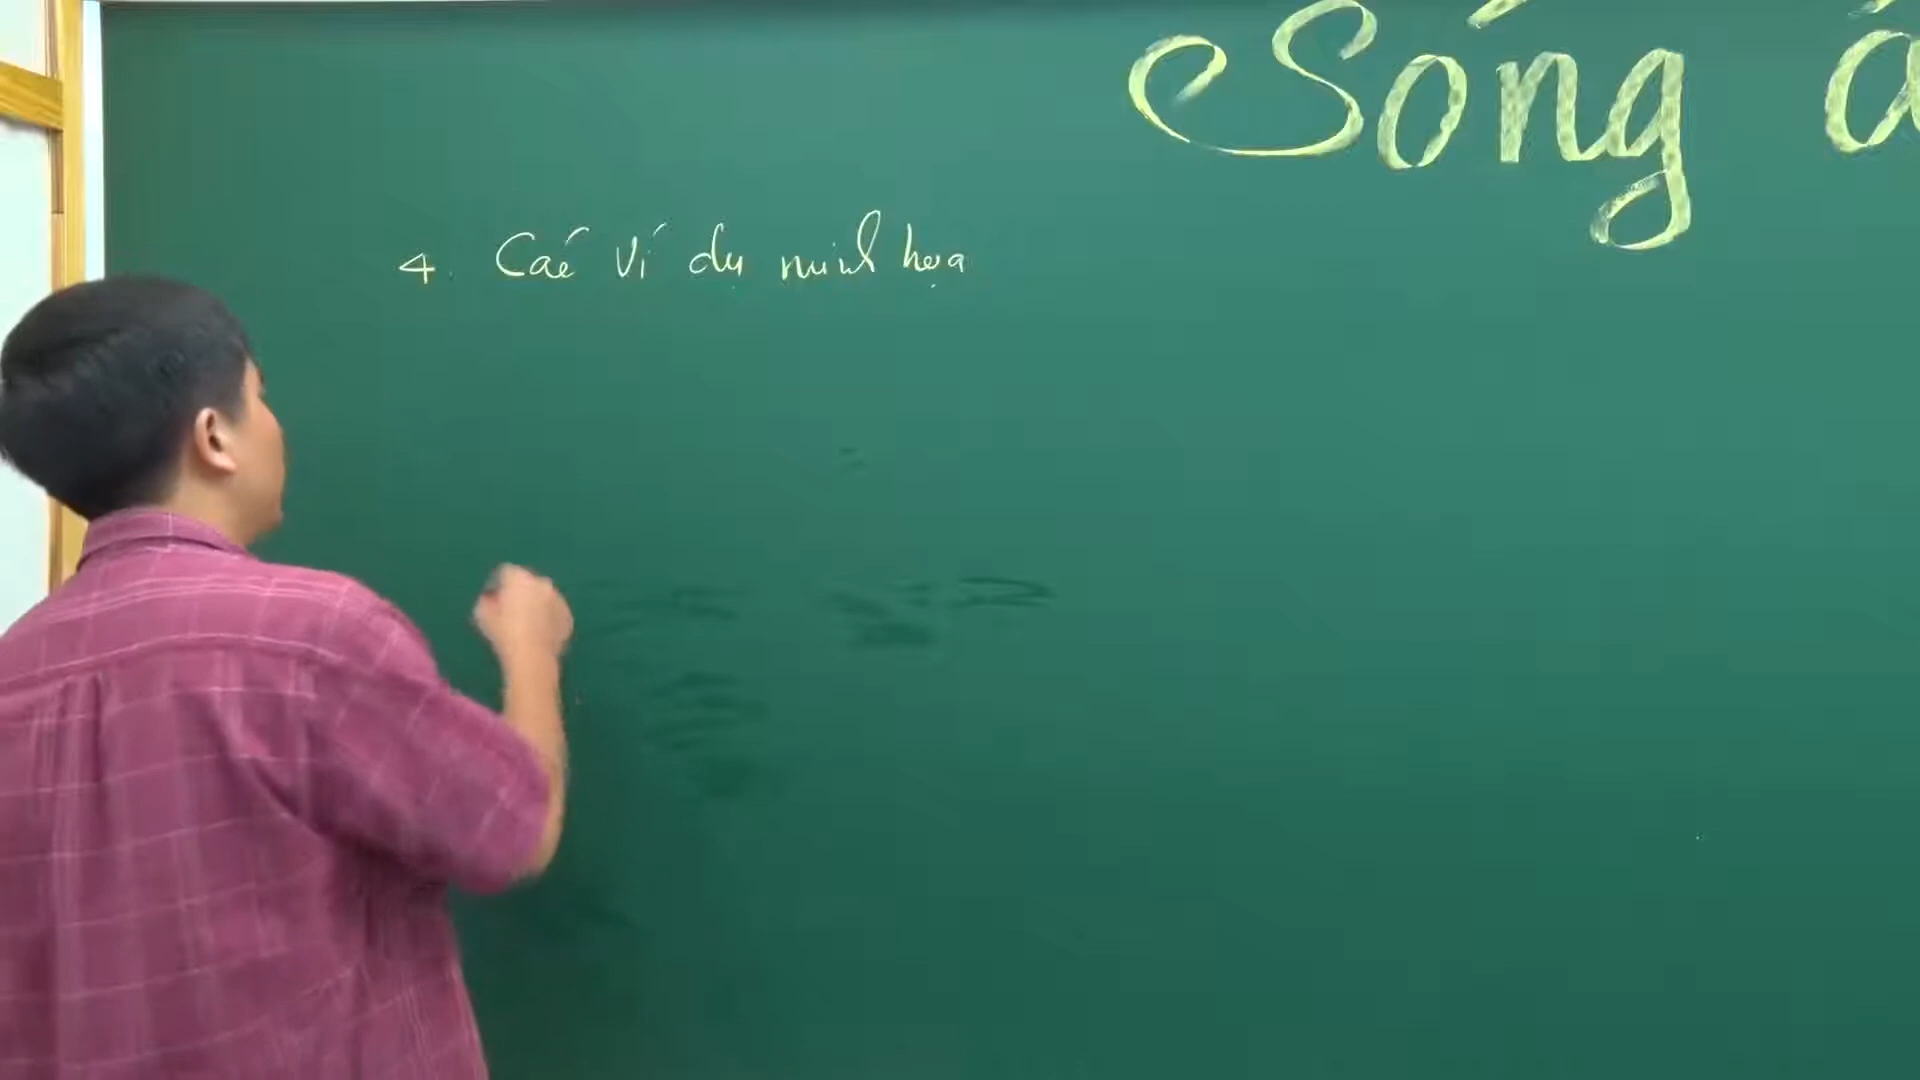 Sóng
4. Các ví dụ minh họa